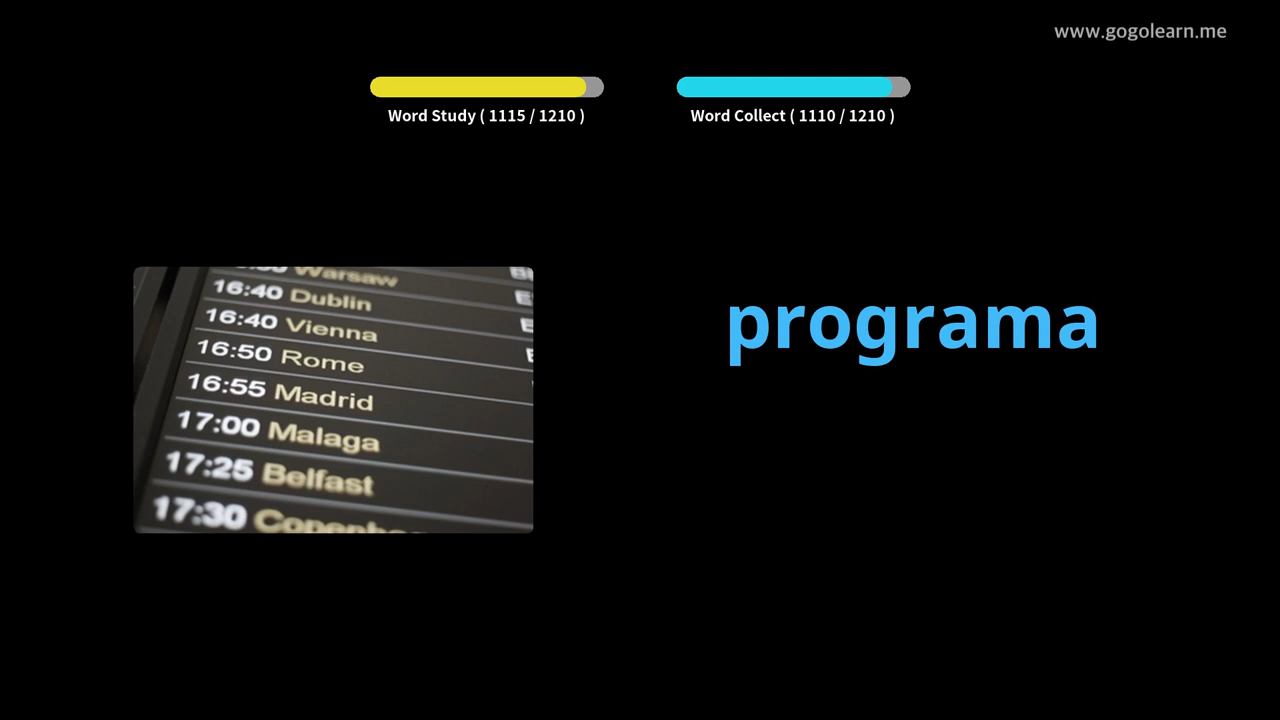 www.gogolearn.me
Word Study ( 1115 / 1210 )
Word Collect ( 1110 / 1210 )
programa
Warsaw
16:40 Dublin
16:40 Vienna
16:50 Rome
16:55 Madrid
17:00 Malaga
17:25 Belfast
17:30